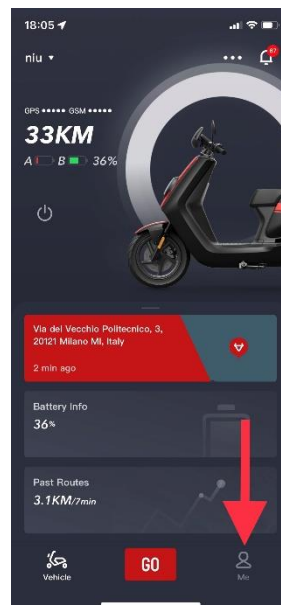 18:05
niu
87
GPS ••••• GSM •••••
33KM
A B 36%
Via del Vecchio Politecnico, 3,
20121 Milano MI, Italy
2 min ago
Battery Info
36%
Past Routes
3.1KM/7min
Vehicle
GO
Me